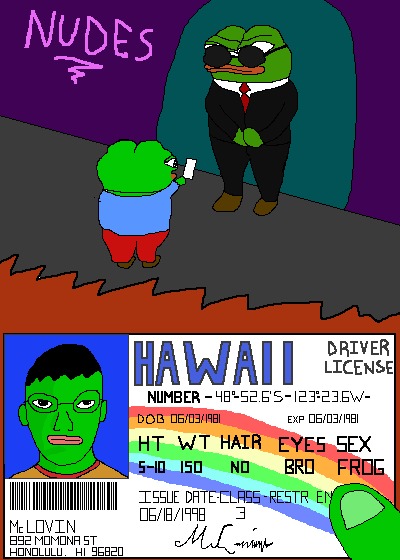 NUDES
HAWAII
DRIVER
LICENSE
NUMBER - 48°-52.6'S-123°23.6W-
DOB 06/03/1981 EXP 06/03/1981
HT WT HAIR EYES SEX
5-10 150 NO BRO FROG
ISSUE DATE-CLASS-RESTR EN
06/18/1998 3
McLOVIN
892 MOMONA ST
HONOLULU, HI 96820